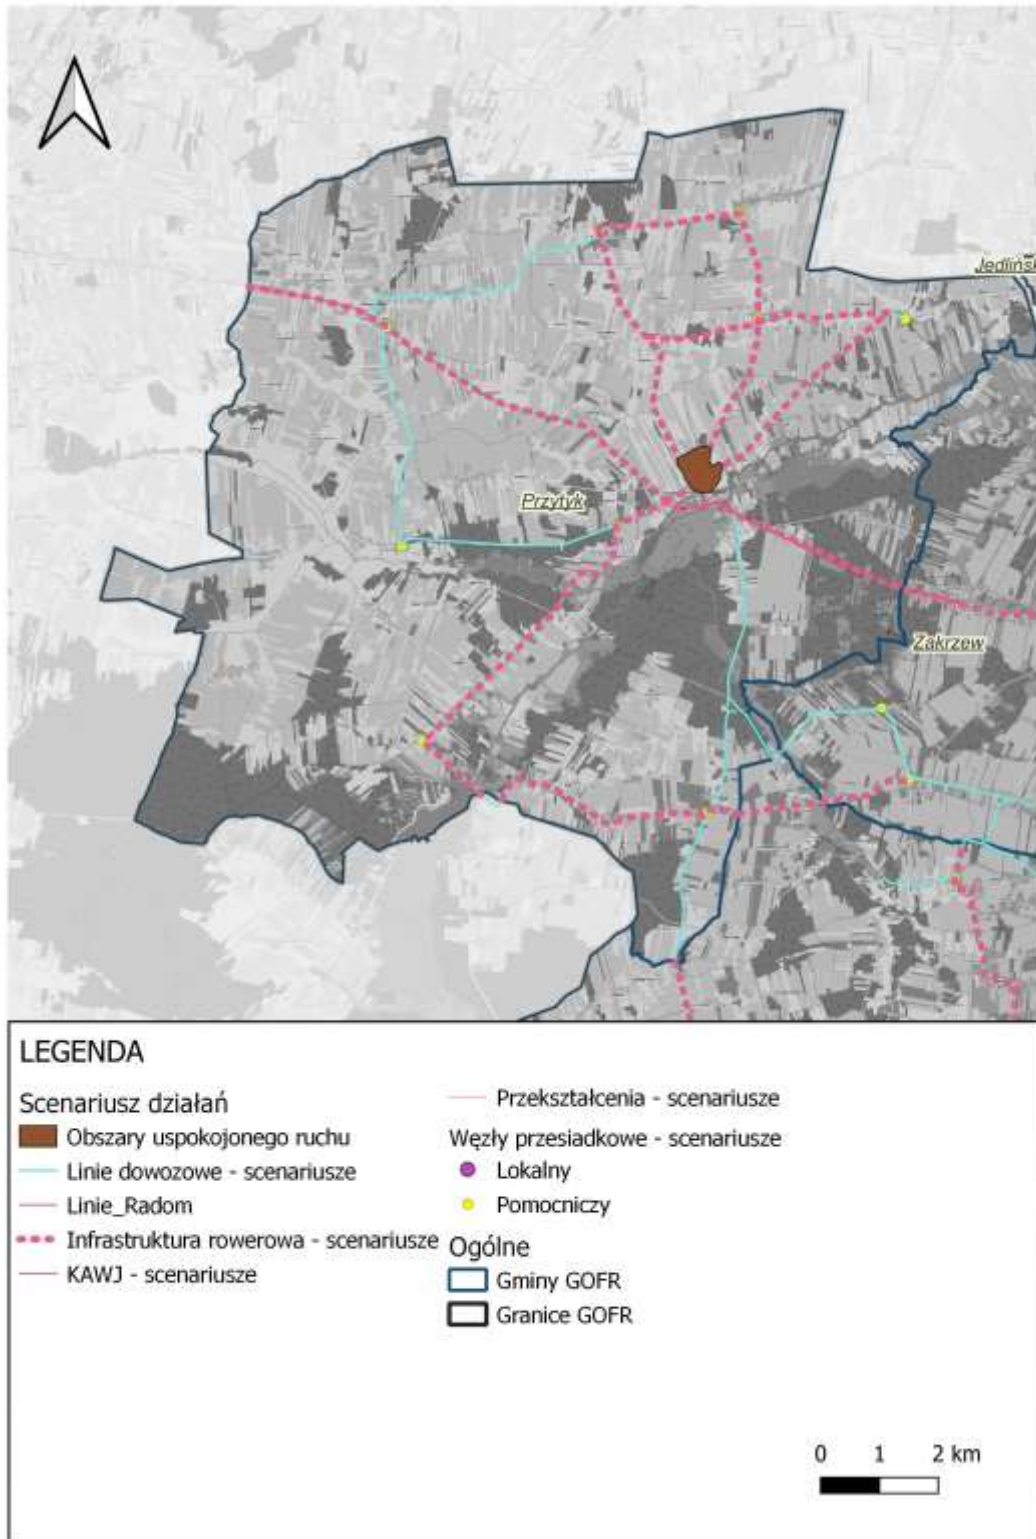 Jedlińsk
Przytyk
Zakrzew
LEGENDA
Scenariusz działań
Obszary uspokojonego ruchu
Linie dowozowe - scenariusze
Linie_Radom
Infrastruktura rowerowa - scenariusze
KAWJ - scenariusze
Przekształcenia - scenariusze
Węzły przesiadkowe - scenariusze
Lokalny
Pomocniczy
Ogólne
Gminy GOFR
Granice GOFR
0 1 2 km